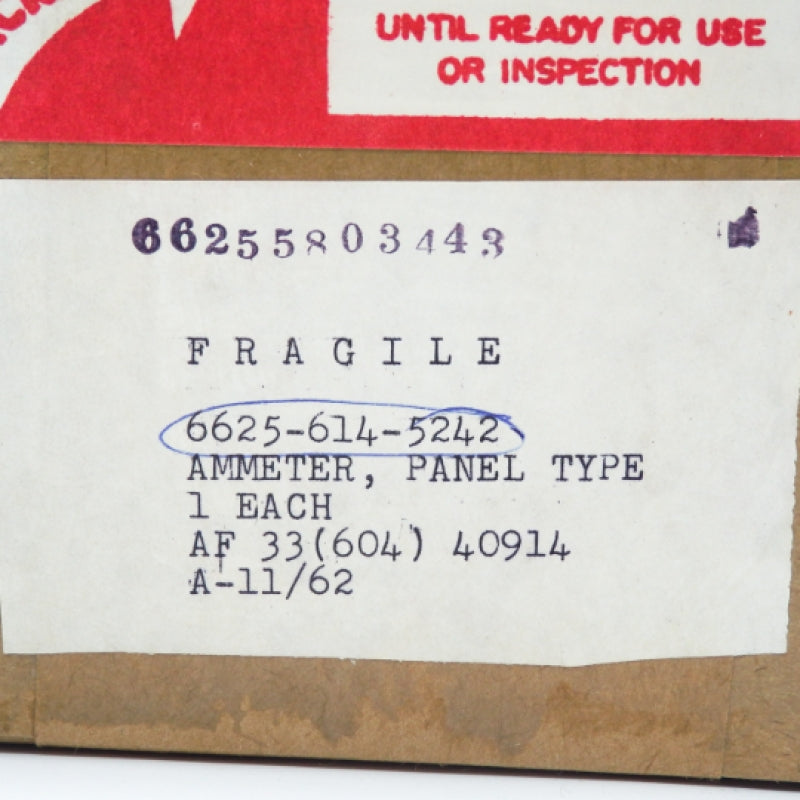 UNTIL READY FOR USE
OR INSPECTION
66255803443
FRAGILE
6625-614-5242
AMMETER, PANEL TYPE
1 EACH
AF 33(604) 40914
A-11/62